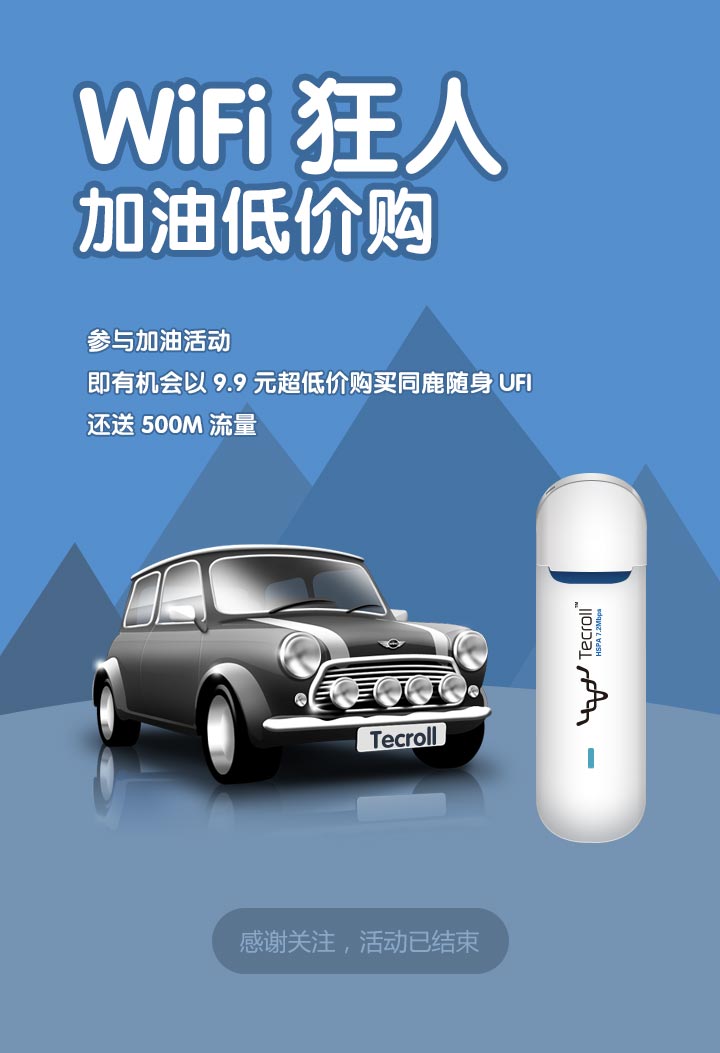 WiFi 狂人
加油低价购
参与加油活动
即有机会以 9.9 元超低价购买同鹿随身 UFI
还送 500M 流量
Tecroll™
HSPA 7.2Mbps
Tecroll
感谢关注，活动已结束